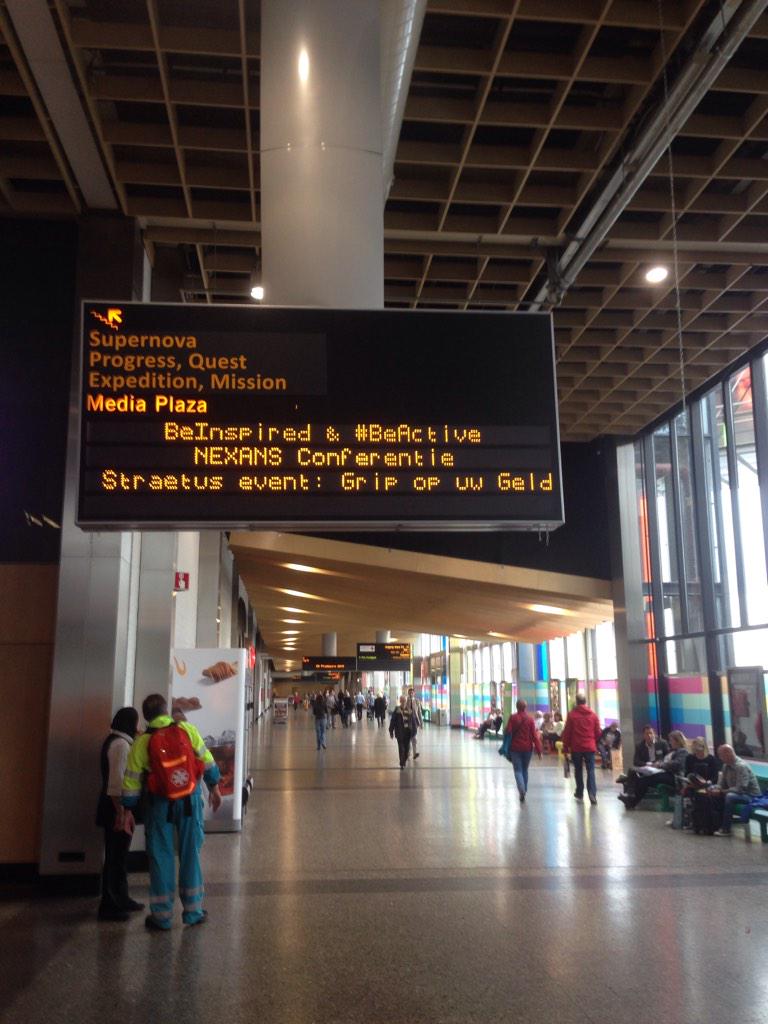 Supernova
Progress, Quest
Expedition, Mission
Media Plaza
BeInspired & #BeActive
NEXANS Conferentie
Straetus event: Grip op uw Geld